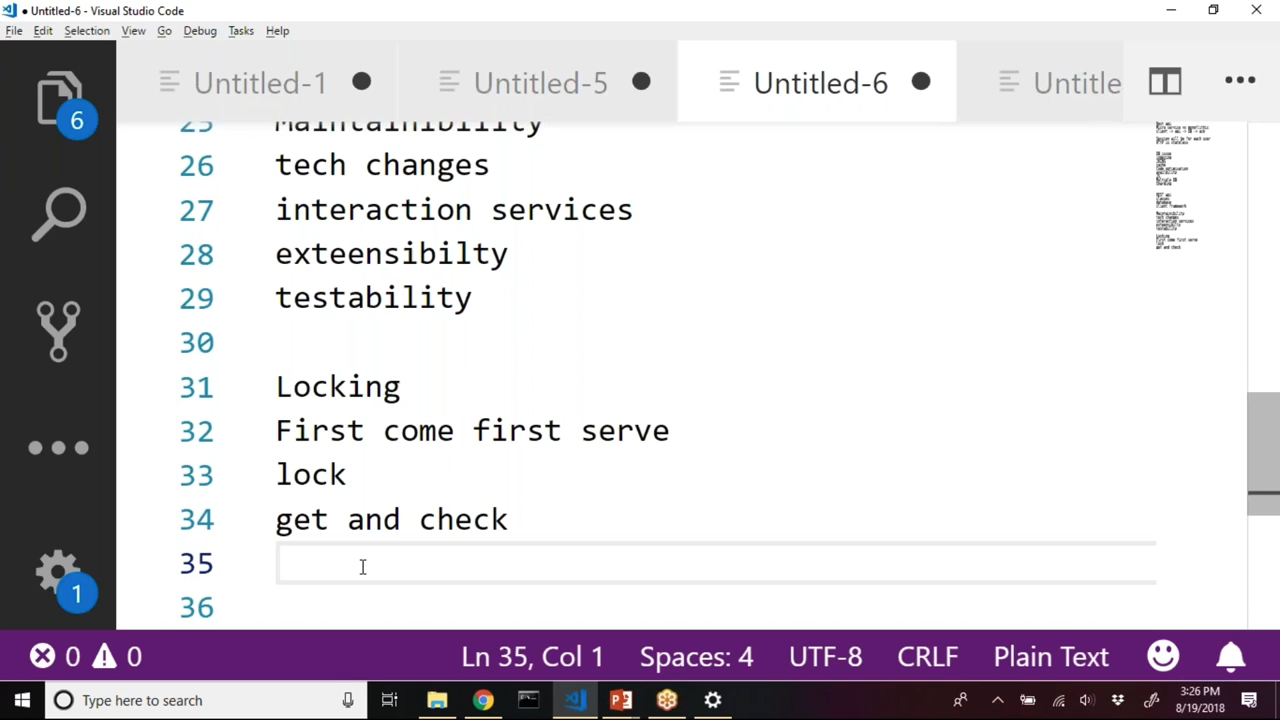 ● Untitled-6 - Visual Studio Code
File Edit Selection View Go Debug Tasks Help
Untitled-1 Untitled-5 Untitled-6 Untitle
6
25 Maintainibility
26 tech changes
27 interaction services
28 exteensibilty
29 testability
30
31 Locking
32 First come first serve
33 lock
34 get and check
35
36
1
0 0 Ln 35, Col 1 Spaces: 4 UTF-8 CRLF Plain Text
Type here to search
3:26 PM
8/19/2018